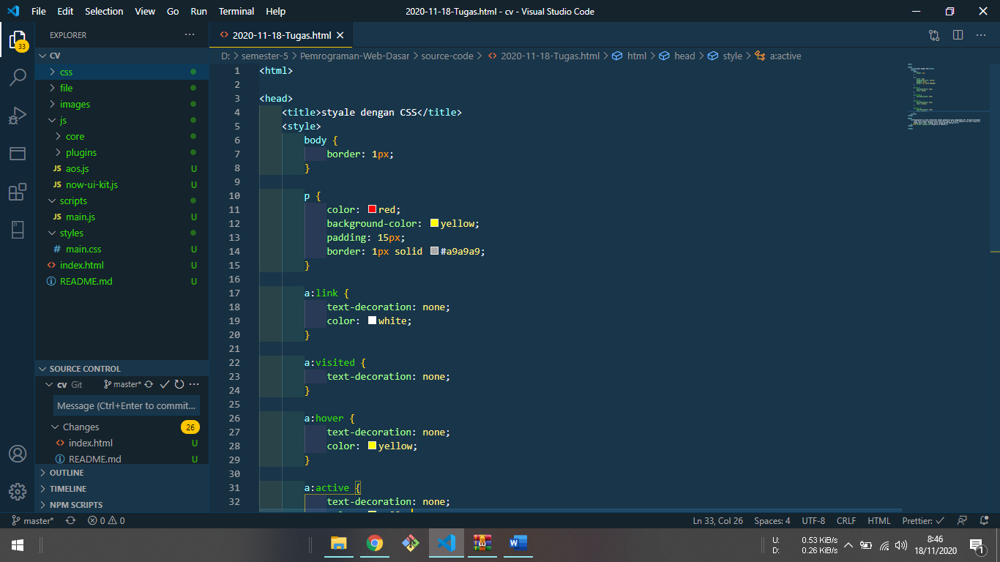 File Edit Selection View Go Run Terminal Help 2020-11-18-Tugas.html - cv - Visual Studio Code
33
EXPLORER
CV
css
file
images
js
core
plugins
JS aos.js U
JS now-ui-kit.js U
scripts
JS main.js U
styles
# main.css U
<> index.html U
README.md U
SOURCE CONTROL
cv Git master*
Message (Ctrl+Enter to commit...
Changes 26
<> index.html U
README.md U
OUTLINE
TIMELINE
NPM SCRIPTS
<> 2020-11-18-Tugas.html
D: > semester-5 > Pemrograman-Web-Dasar > source-code > <> 2020-11-18-Tugas.html > html > head > style > a:active
1 <html>
2
3 <head>
4 <title>styale dengan CSS</title>
5 <style>
6 body {
7 border: 1px;
8 }
9
10 p {
11 color: red;
12 background-color: yellow;
13 padding: 15px;
14 border: 1px solid #a9a9a9;
15 }
16
17 a:link {
18 text-decoration: none;
19 color: white;
20 }
21
22 a:visited {
23 text-decoration: none;
24 }
25
26 a:hover {
27 text-decoration: none;
28 color: yellow;
29 }
30
31 a:active {
32 text-decoration: none;
master* 0 0 Ln 33, Col 26 Spaces: 4 UTF-8 CRLF HTML Prettier: ✓
U: 0.53 KiB/s
D: 0.26 KiB/s
8:46
18/11/2020
1